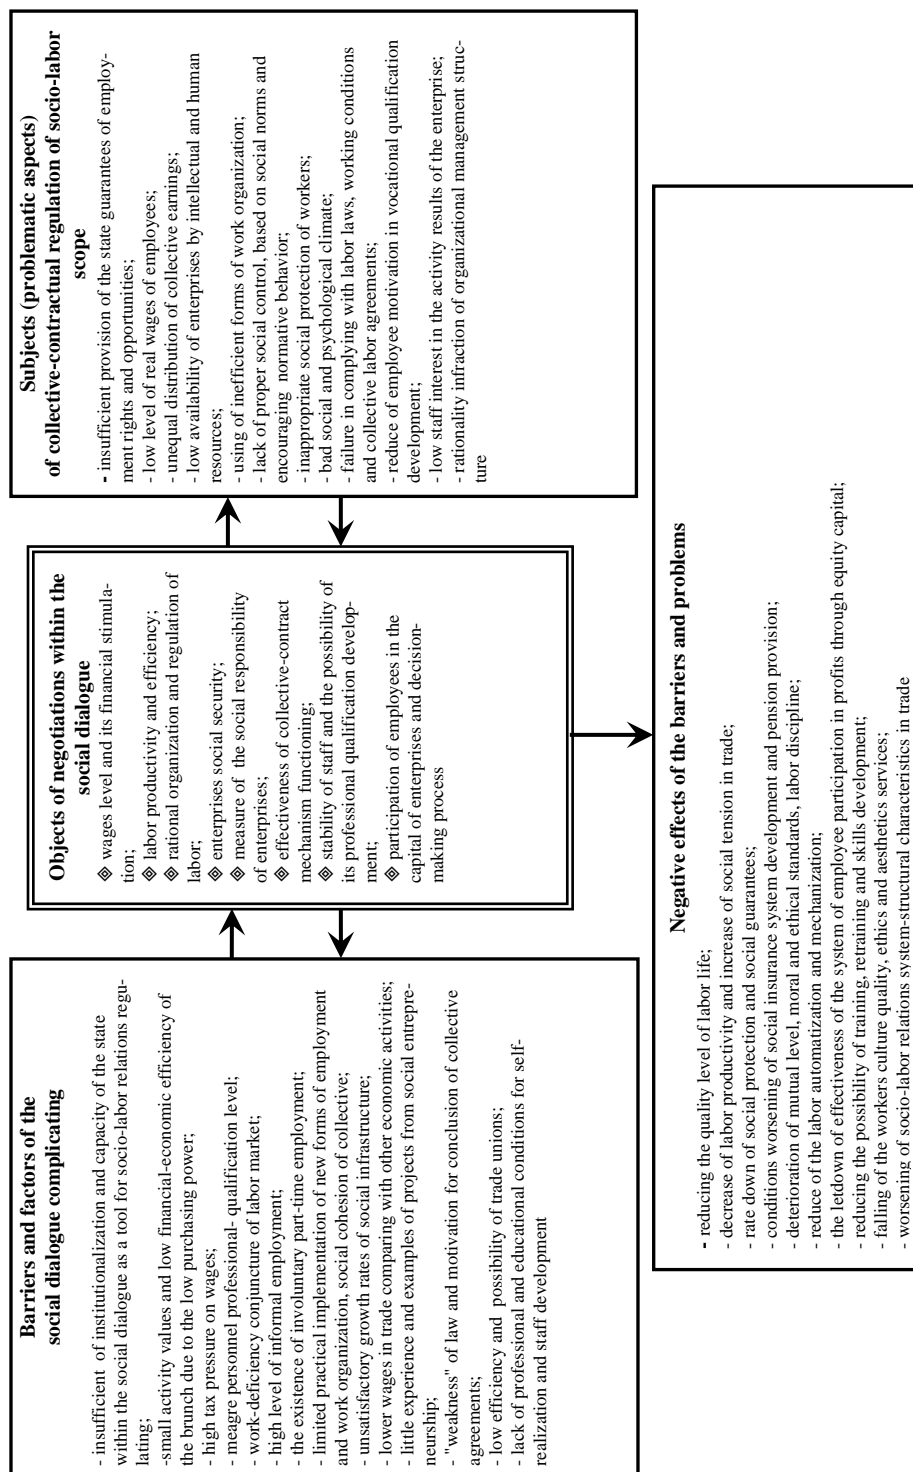 Barriers and factors of the
social dialogue complicating
- insufficient of institutionalization and capacity of the state
within the social dialogue as a tool for socio-labor relations regu-
lating;
-small activity values and low financial-economic efficiency of
the brunch due to the low purchasing power;
- high tax pressure on wages;
- meagre personnel professional- qualification level;
- work-deficiency conjuncture of labor market;
- high level of informal employment;
- the existence of involuntary part-time employment;
- limited practical implementation of new forms of employment
and work organization, social cohesion of collective;
- unsatisfactory growth rates of social infrastructure;
- lower wages in trade comparing with other economic activities;
- little experience and examples of projects from social entrepre-
neurship;
- "weakness" of law and motivation for conclusion of collective
agreements;
- low efficiency and possibility of trade unions;
- lack of professional and educational conditions for self-
realization and staff development
Objects of negotiations within the
social dialogue
◈ wages level and its financial stimula-
tion;
◈ labor productivity and efficiency;
◈ rational organization and regulation of
labor;
◈ enterprises social security;
◈ measure of the social responsibility
of enterprises;
◈ effectiveness of collective-contract
mechanism functioning;
◈ stability of staff and the possibility of
its professional qualification develop-
ment;
◈ participation of employees in the
capital of enterprises and decision-
making process
Subjects (problematic aspects)
of collective-contractual regulation of socio-labor
scope
- insufficient provision of the state guarantees of employ-
ment rights and opportunities;
- low level of real wages of employees;
- unequal distribution of collective earnings;
- low availability of enterprises by intellectual and human
resources;
- using of inefficient forms of work organization;
- lack of proper social control, based on social norms and
encouraging normative behavior;
- inappropriate social protection of workers;
- bad social and psychological climate;
- failure in complying with labor laws, working conditions
and collective labor agreements;
- reduce of employee motivation in vocational qualification
development;
- low staff interest in the activity results of the enterprise;
- rationality infraction of organizational management struc-
ture
Negative effects of the barriers and problems
- reducing the quality level of labor life;
- decrease of labor productivity and increase of social tension in trade;
- rate down of social protection and social guarantees;
- conditions worsening of social insurance system development and pension provision;
- deterioration of mutual level, moral and ethical standards, labor discipline;
- reduce of the labor automatization and mechanization;
- the letdown of effectiveness of the system of employee participation in profits through equity capital;
- reducing the possibility of training, retraining and skills development;
- falling of the workers culture quality, ethics and aesthetics services;
- worsening of socio-labor relations system-structural characteristics in trade